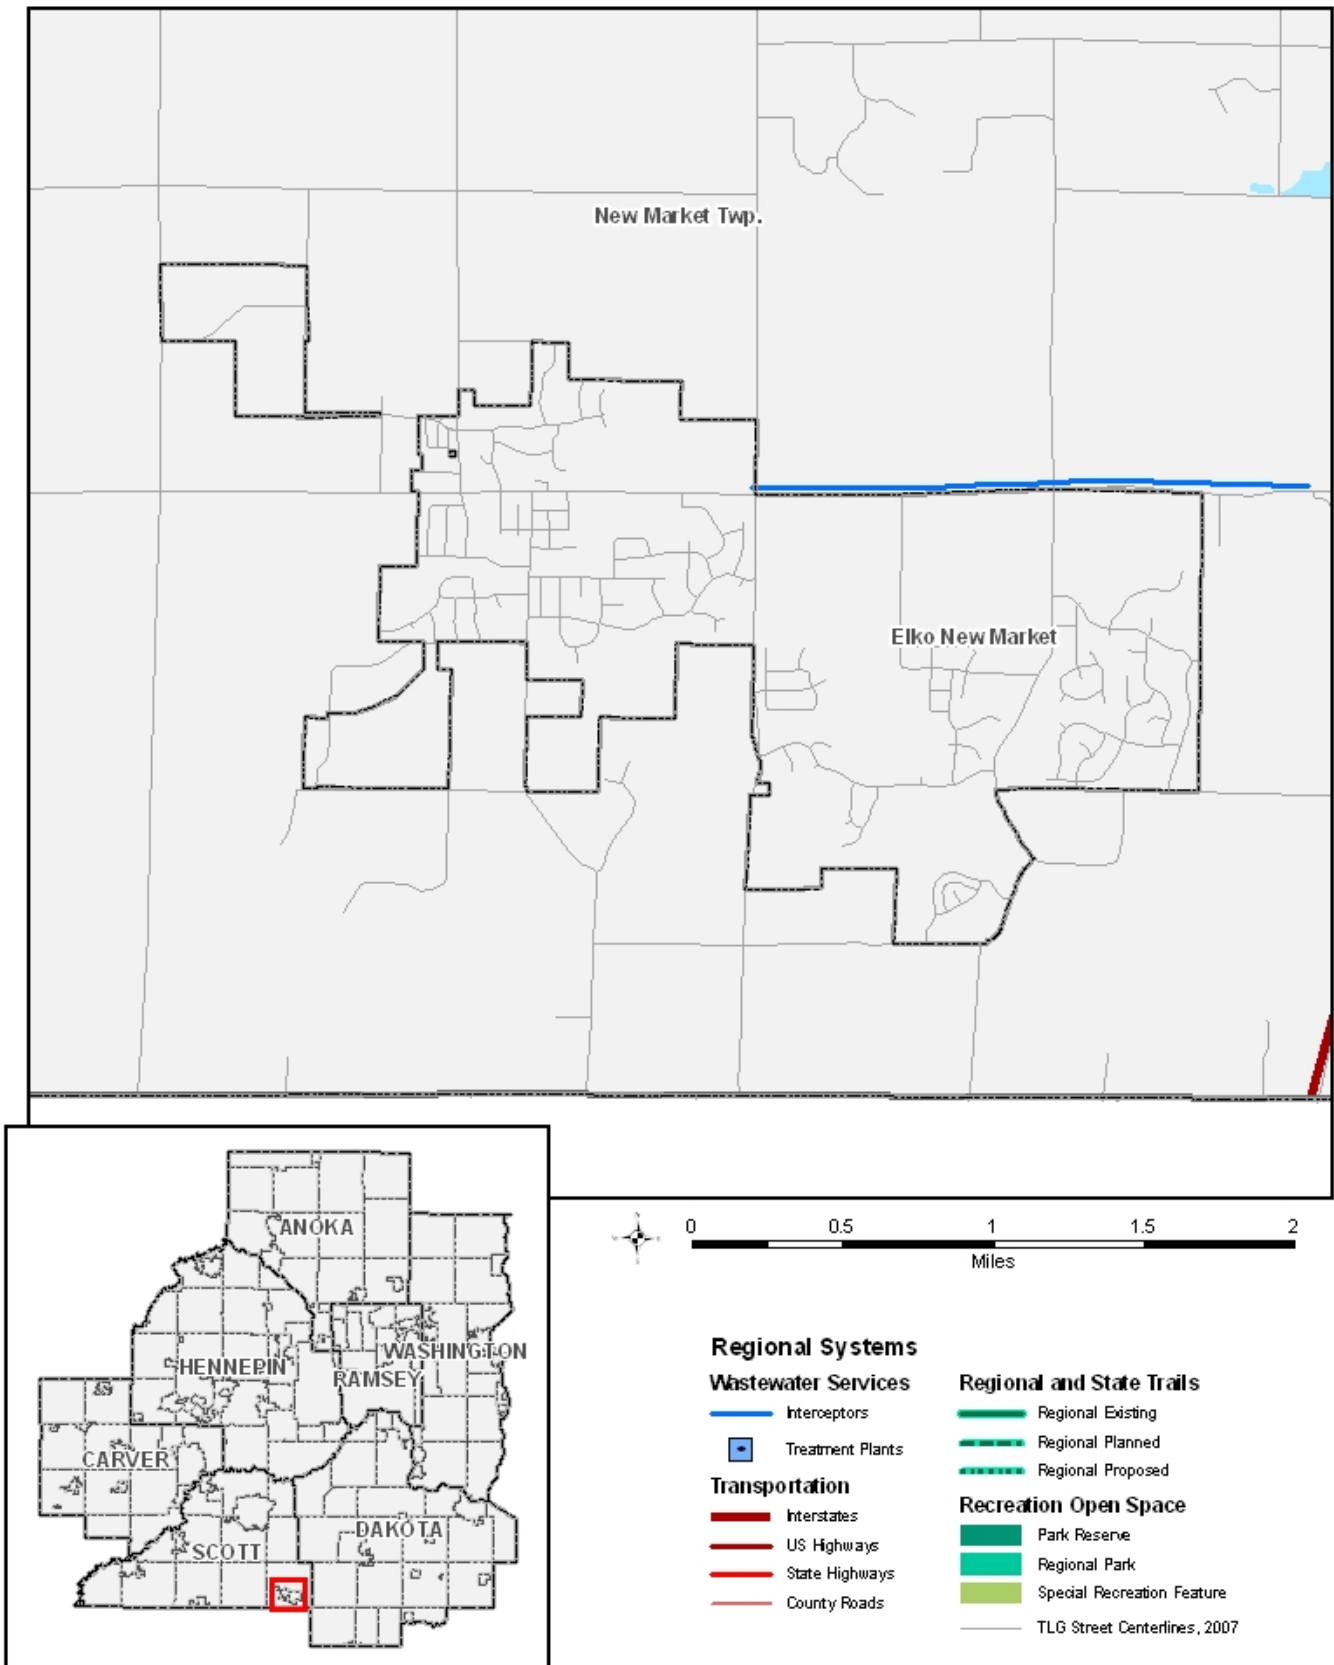 New Market Twp.
Elko New Market
ANOKA
WASHINGTON
HENNEPIN
RAMSEY
CARVER
DAKOTA
SCOTT
0 0.5 1 1.5 2
Miles
Regional Systems
Wastewater Services
Interceptors
Treatment Plants
Transportation
Interstates
US Highways
State Highways
County Roads
Regional and State Trails
Regional Existing
Regional Planned
Regional Proposed
Recreation Open Space
Park Reserve
Regional Park
Special Recreation Feature
TLG Street Centerlines, 2007